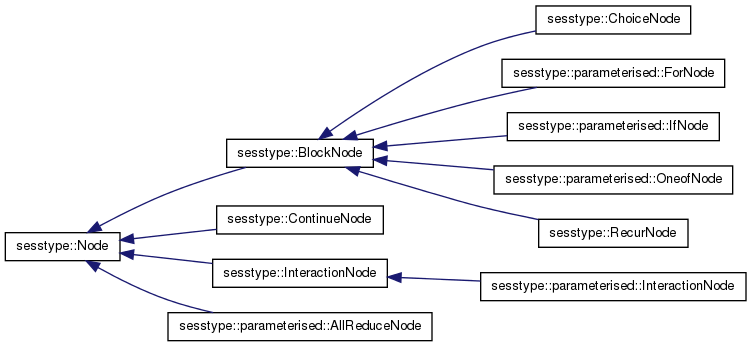 sesstype::ChoiceNode
sesstype::parameterised::ForNode
sesstype::parameterised::IfNode
sesstype::BlockNode
sesstype::parameterised::OneofNode
sesstype::ContinueNode
sesstype::RecurNode
sesstype::Node
sesstype::InteractionNode
sesstype::parameterised::InteractionNode
sesstype::parameterised::AllReduceNode